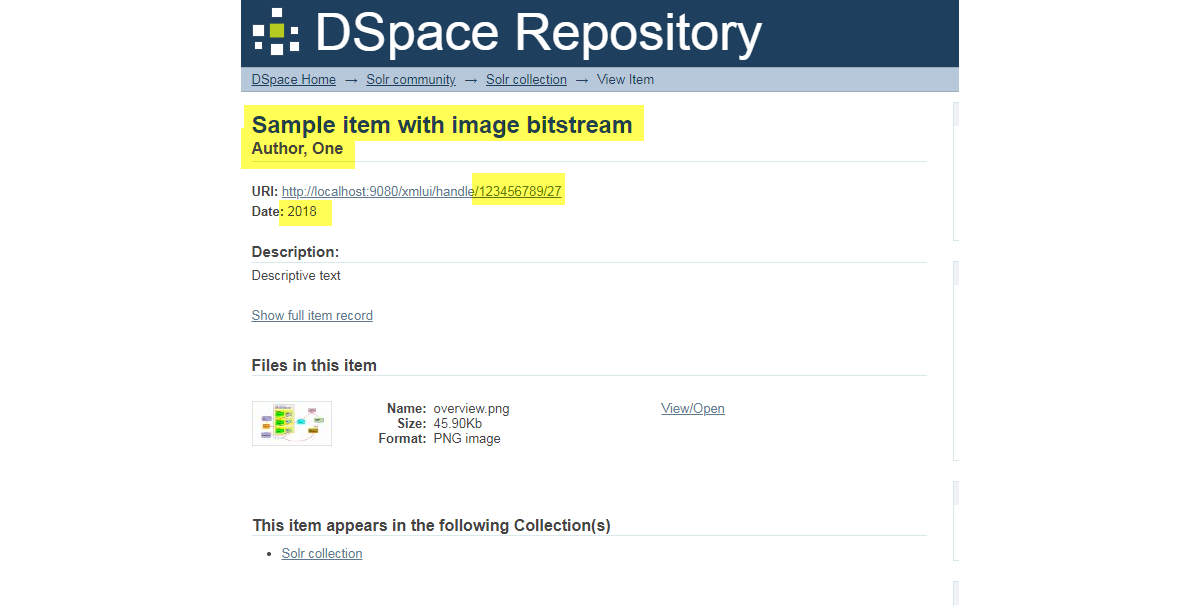 DSpace Repository
DSpace Home → Solr community → Solr collection → View Item
Sample item with image bitstream
Author, One
URI: http://localhost:9080/xmlui/handle/123456789/27
Date: 2018
Description:
Descriptive text
Show full item record
Files in this item
Name: overview.png View/Open
Size: 45.90Kb
Format: PNG image
This item appears in the following Collection(s)
• Solr collection